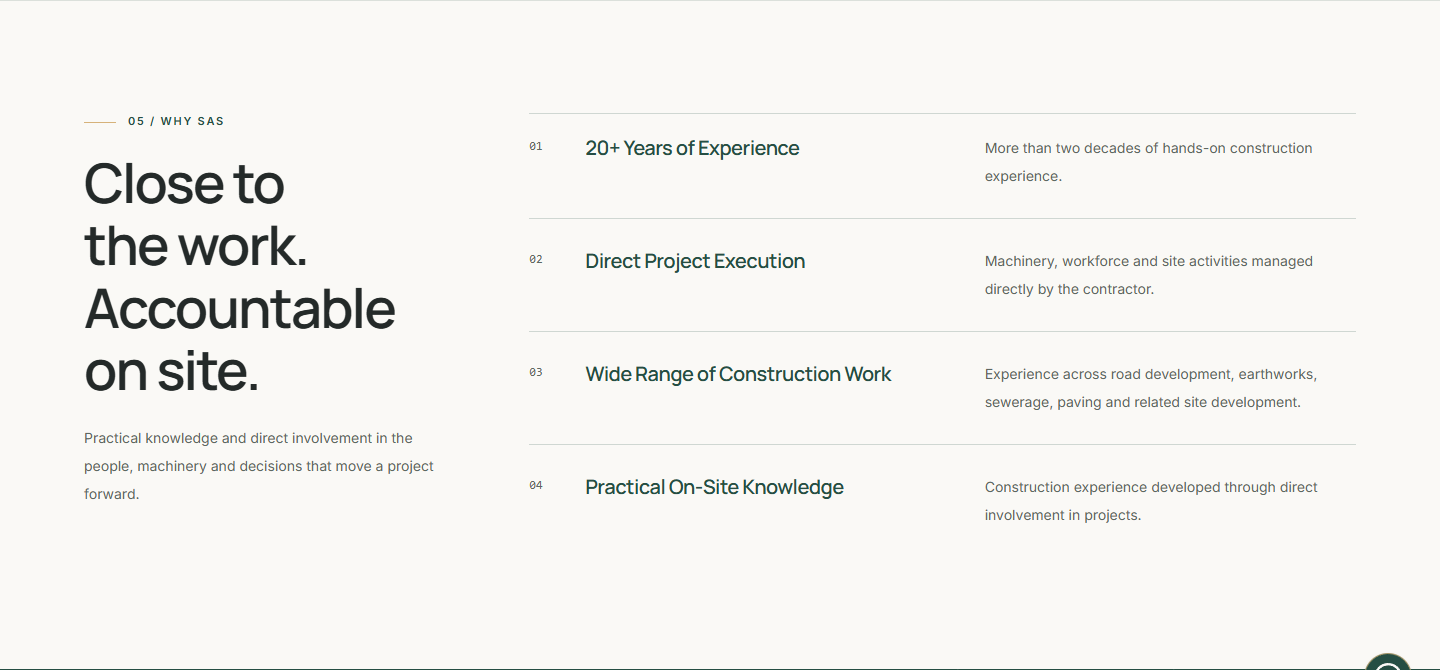 05 / WHY SAS
Close to
the work.
Accountable
on site.
Practical knowledge and direct involvement in the
people, machinery and decisions that move a project
forward.
01
20+ Years of Experience
More than two decades of hands-on construction
experience.
02
Direct Project Execution
Machinery, workforce and site activities managed
directly by the contractor.
03
Wide Range of Construction Work
Experience across road development, earthworks,
sewerage, paving and related site development.
04
Practical On-Site Knowledge
Construction experience developed through direct
involvement in projects.